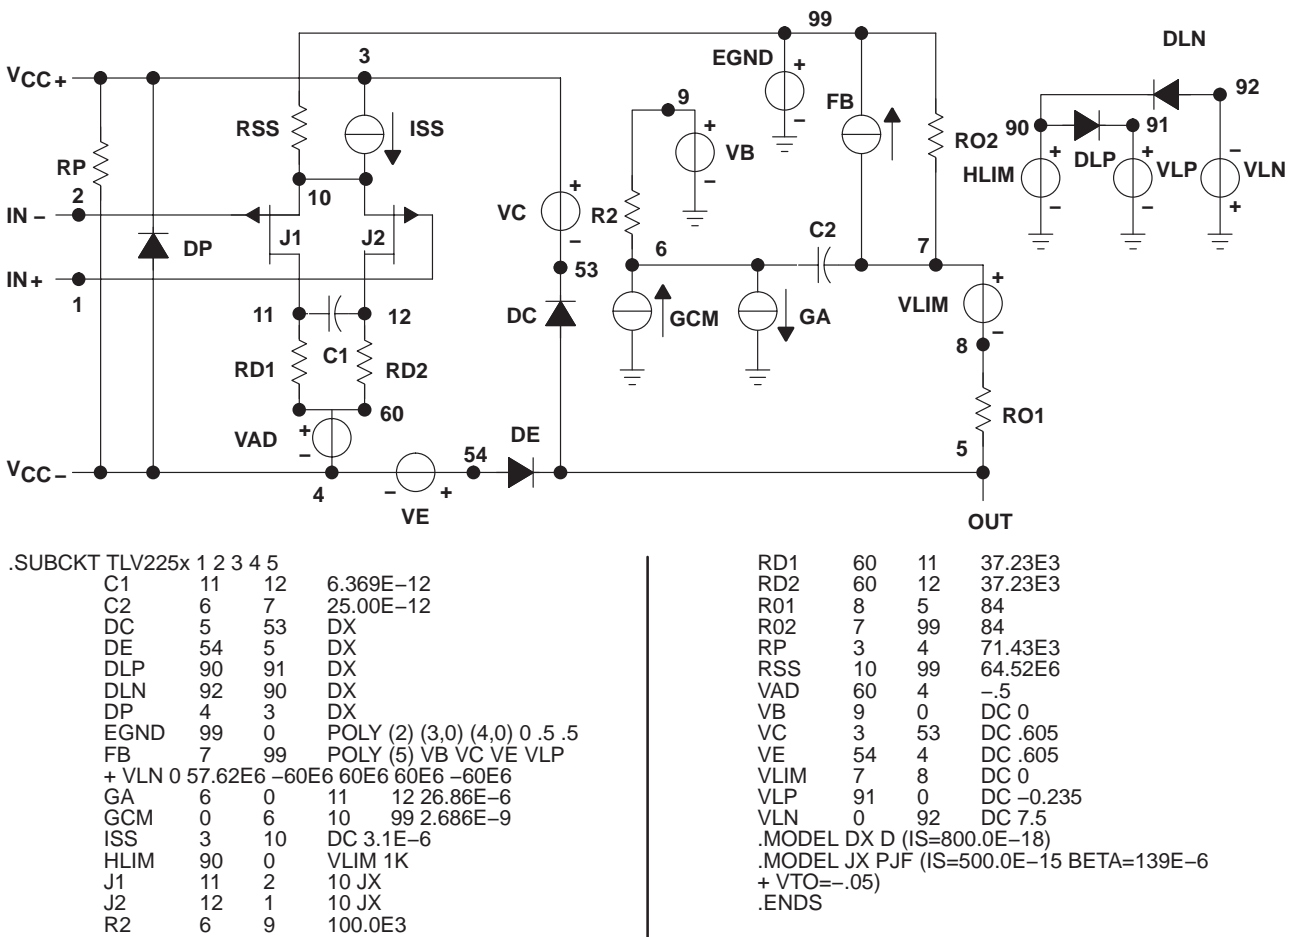 99
DLN
EGND
+
−
3
VCC+
9
92
FB
RSS
ISS
+
VB
−
RO2
90
91
DLP
HLIM
+
−
+
VLP
−
−
VLN
+
RP
2
10
IN −
VC
+
−
R2
C2
J1
J2
DP
6
7
IN+
1
53
VLIM
+
−
11
12
DC
GCM
GA
C1
8
RD1
RD2
60
RO1
VAD
+
−
DE
54
5
VCC−
4
−
+
VE
OUT
.SUBCKT TLV225x 1 2 3 4 5
C1 11 12 6.369E−12
C2 6 7 25.00E−12
DC 5 53 DX
DE 54 5 DX
DLP 90 91 DX
DLN 92 90 DX
DP 4 3 DX
EGND 99 0 POLY (2) (3,0) (4,0) 0 .5 .5
FB 7 99 POLY (5) VB VC VE VLP
+ VLN 0 57.62E6 −60E6 60E6 60E6 −60E6
GA 6 0 11 12 26.86E−6
GCM 0 6 10 99 2.686E−9
ISS 3 10 DC 3.1E−6
HLIM 90 0 VLIM 1K
J1 11 2 10 JX
J2 12 1 10 JX
R2 6 9 100.0E3
RD1 60 11 37.23E3
RD2 60 12 37.23E3
R01 8 5 84
R02 7 99 84
RP 3 4 71.43E3
RSS 10 99 64.52E6
VAD 60 4 −.5
VB 9 0 DC 0
VC 3 53 DC .605
VE 54 4 DC .605
VLIM 7 8 DC 0
VLP 91 0 DC −0.235
VLN 0 92 DC 7.5
.MODEL DX D (IS=800.0E−18)
.MODEL JX PJF (IS=500.0E−15 BETA=139E−6
+ VTO=−.05)
.ENDS